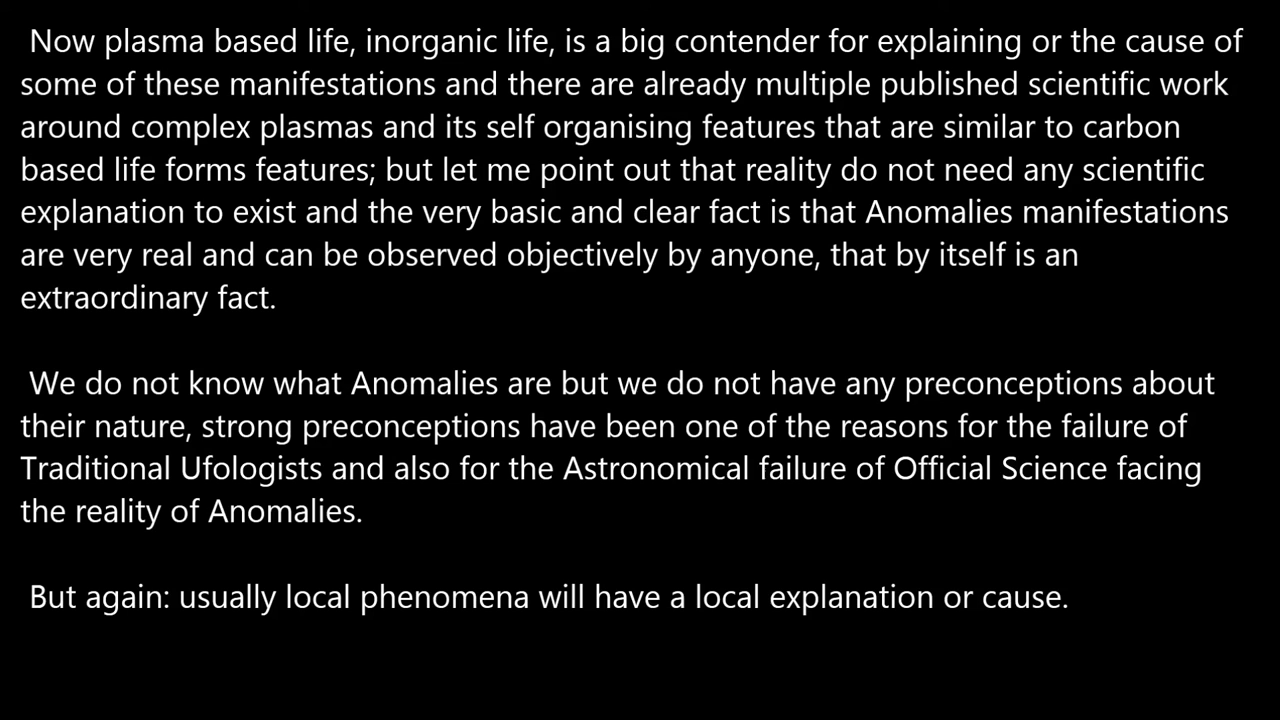 Now plasma based life, inorganic life, is a big contender for explaining or the cause of
some of these manifestations and there are already multiple published scientific work
around complex plasmas and its self organising features that are similar to carbon
based life forms features; but let me point out that reality do not need any scientific
explanation to exist and the very basic and clear fact is that Anomalies manifestations
are very real and can be observed objectively by anyone, that by itself is an
extraordinary fact.
We do not know what Anomalies are but we do not have any preconceptions about
their nature, strong preconceptions have been one of the reasons for the failure of
Traditional Ufologists and also for the Astronomical failure of Official Science facing
the reality of Anomalies.
But again: usually local phenomena will have a local explanation or cause.